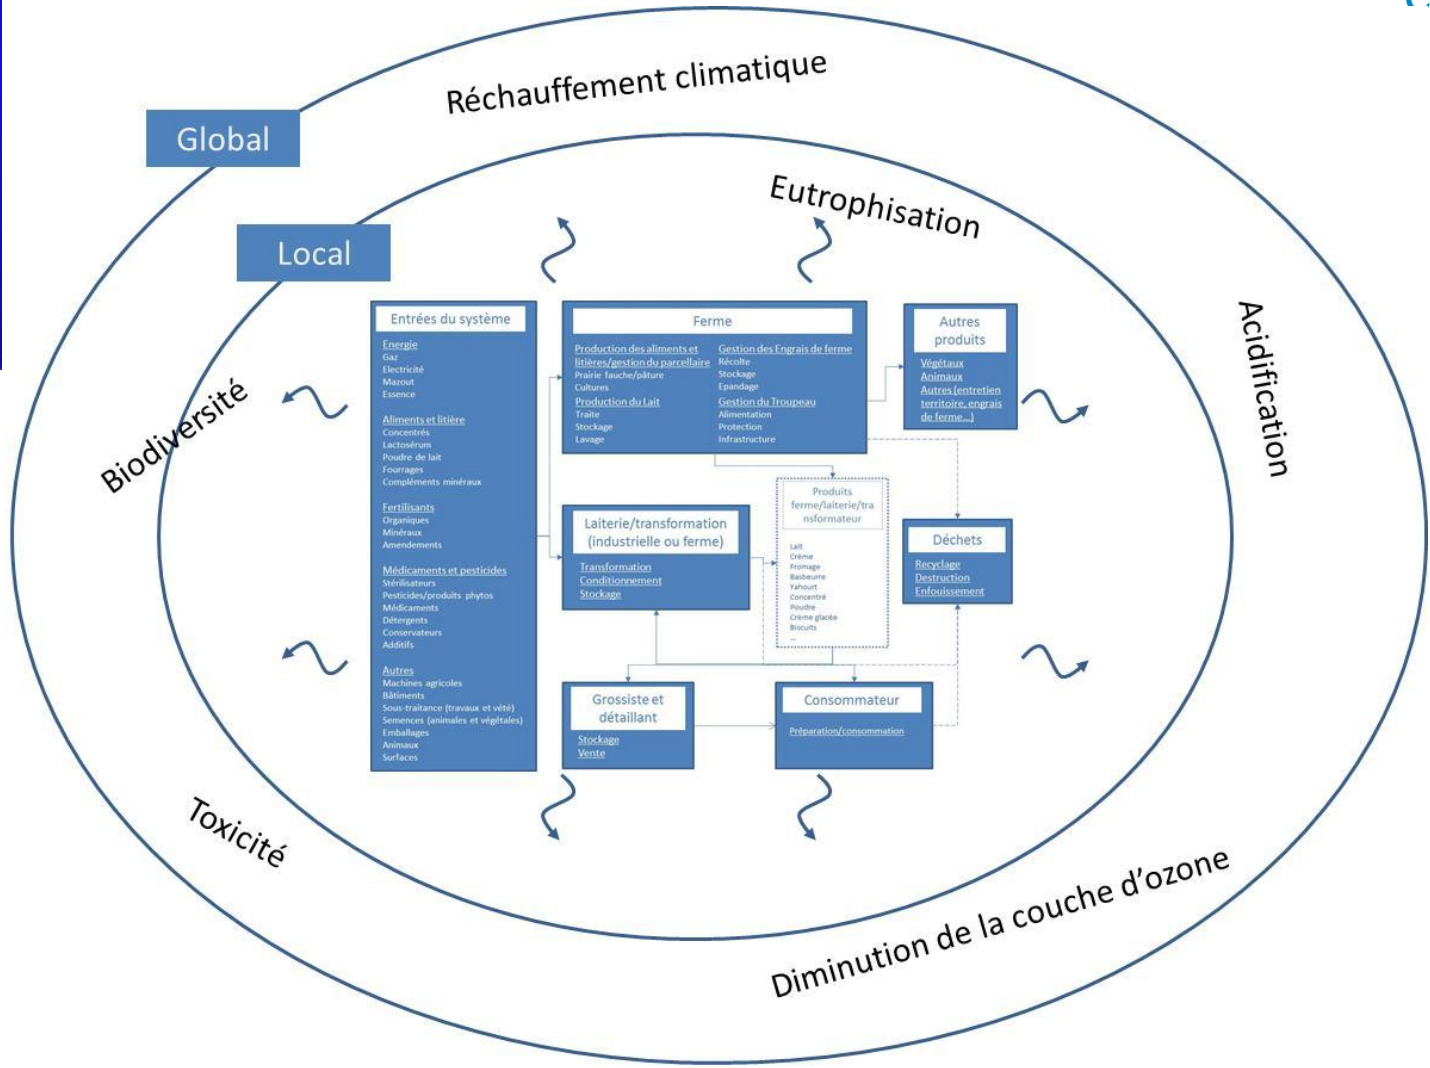 Réchauffement climatique
Global
Eutrophisation
Local
Acidification
Biodiversité
Toxicité
Diminution de la couche d’ozone
Entrées du système
Energie
Gaz
Electricité
Mazout
Essence
Aliments et litière
Concentrés
Lactosérum
Poudre de lait
Fourrages
Compléments minéraux
Fertilisants
Organiques
Minéraux
Amendements
Médicaments et pesticides
Stérilisateurs
Pesticides/produits phytos
Médicaments
Détergents
Conservateurs
Additifs
Autres
Machines agricoles
Bâtiments
Sous-traitance (travaux et vété)
Semences (animales et végétales)
Emballages
Animaux
Surfaces
Ferme
Production des aliments et
litières/gestion du parcellaire
Prairie fauche/pâture
Cultures
Production du Lait
Traite
Stockage
Lavage
Gestion des Engrais de ferme
Récolte
Stockage
Epandage
Gestion du Troupeau
Alimentation
Protection
Infrastructure
Autres
produits
Végétaux
Animaux
Autres (entretien
territoire, engrais
de ferme...)
Laiterie/transformation
(industrielle ou ferme)
Transformation
Conditionnement
Stockage
Produits
ferme/laiterie/tra
nsformateur
Lait
Crème
Fromage
Basbeurre
Yahourt
Concentré
Poudre
Crème glacée
Biscuits
...
Déchets
Recyclage
Destruction
Enfouissement
Grossiste et
détaillant
Stockage
Vente
Consommateur
Préparation/consommation